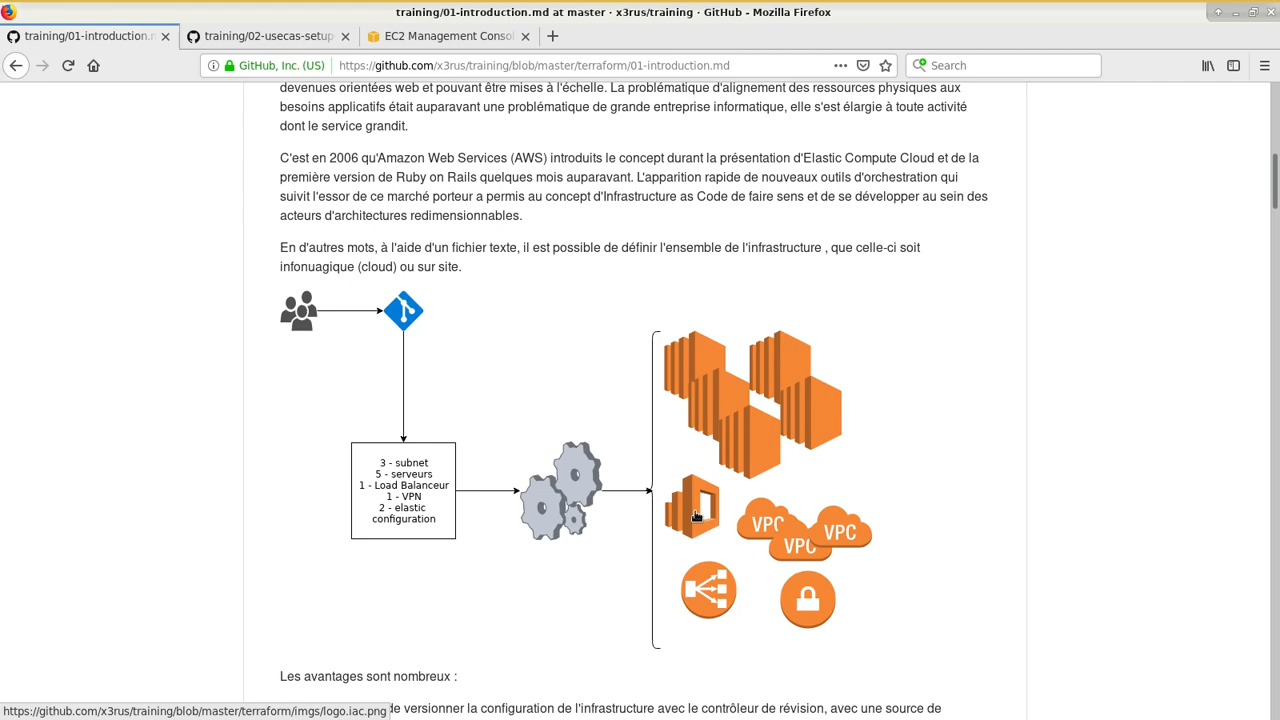 training/01-introduction.md at master · x3rus/training · GitHub - Mozilla Firefox
training/01-introduction.m
training/02-usecas-setup
EC2 Management Consol
GitHub, Inc. (US)
https://github.com/x3rus/training/blob/master/terraform/01-introduction.md
Search
devenues orientées web et pouvant être mises à l'échelle. La problématique d'alignement des ressources physiques aux
besoins applicatifs était auparavant une problématique de grande entreprise informatique, elle s'est élargie à toute activité
dont le service grandit.
C'est en 2006 qu'Amazon Web Services (AWS) introduits le concept durant la présentation d'Elastic Compute Cloud et de la
première version de Ruby on Rails quelques mois auparavant. L'apparition rapide de nouveaux outils d'orchestration qui
suivit l'essor de ce marché porteur a permis au concept d'Infrastructure as Code de faire sens et de se développer au sein des
acteurs d'architectures redimensionnables.
En d'autres mots, à l'aide d'un fichier texte, il est possible de définir l'ensemble de l'infrastructure , que celle-ci soit
infonuagique (cloud) ou sur site.
3 - subnet
5 - serveurs
1 - Load Balanceur
1 - VPN
2 - elastic
configuration
VPC
VPC
VPC
Les avantages sont nombreux :
de versionner la configuration de l'infrastructure avec le contrôleur de révision, avec une source de
https://github.com/x3rus/training/blob/master/terraform/imgs/logo.iac.png